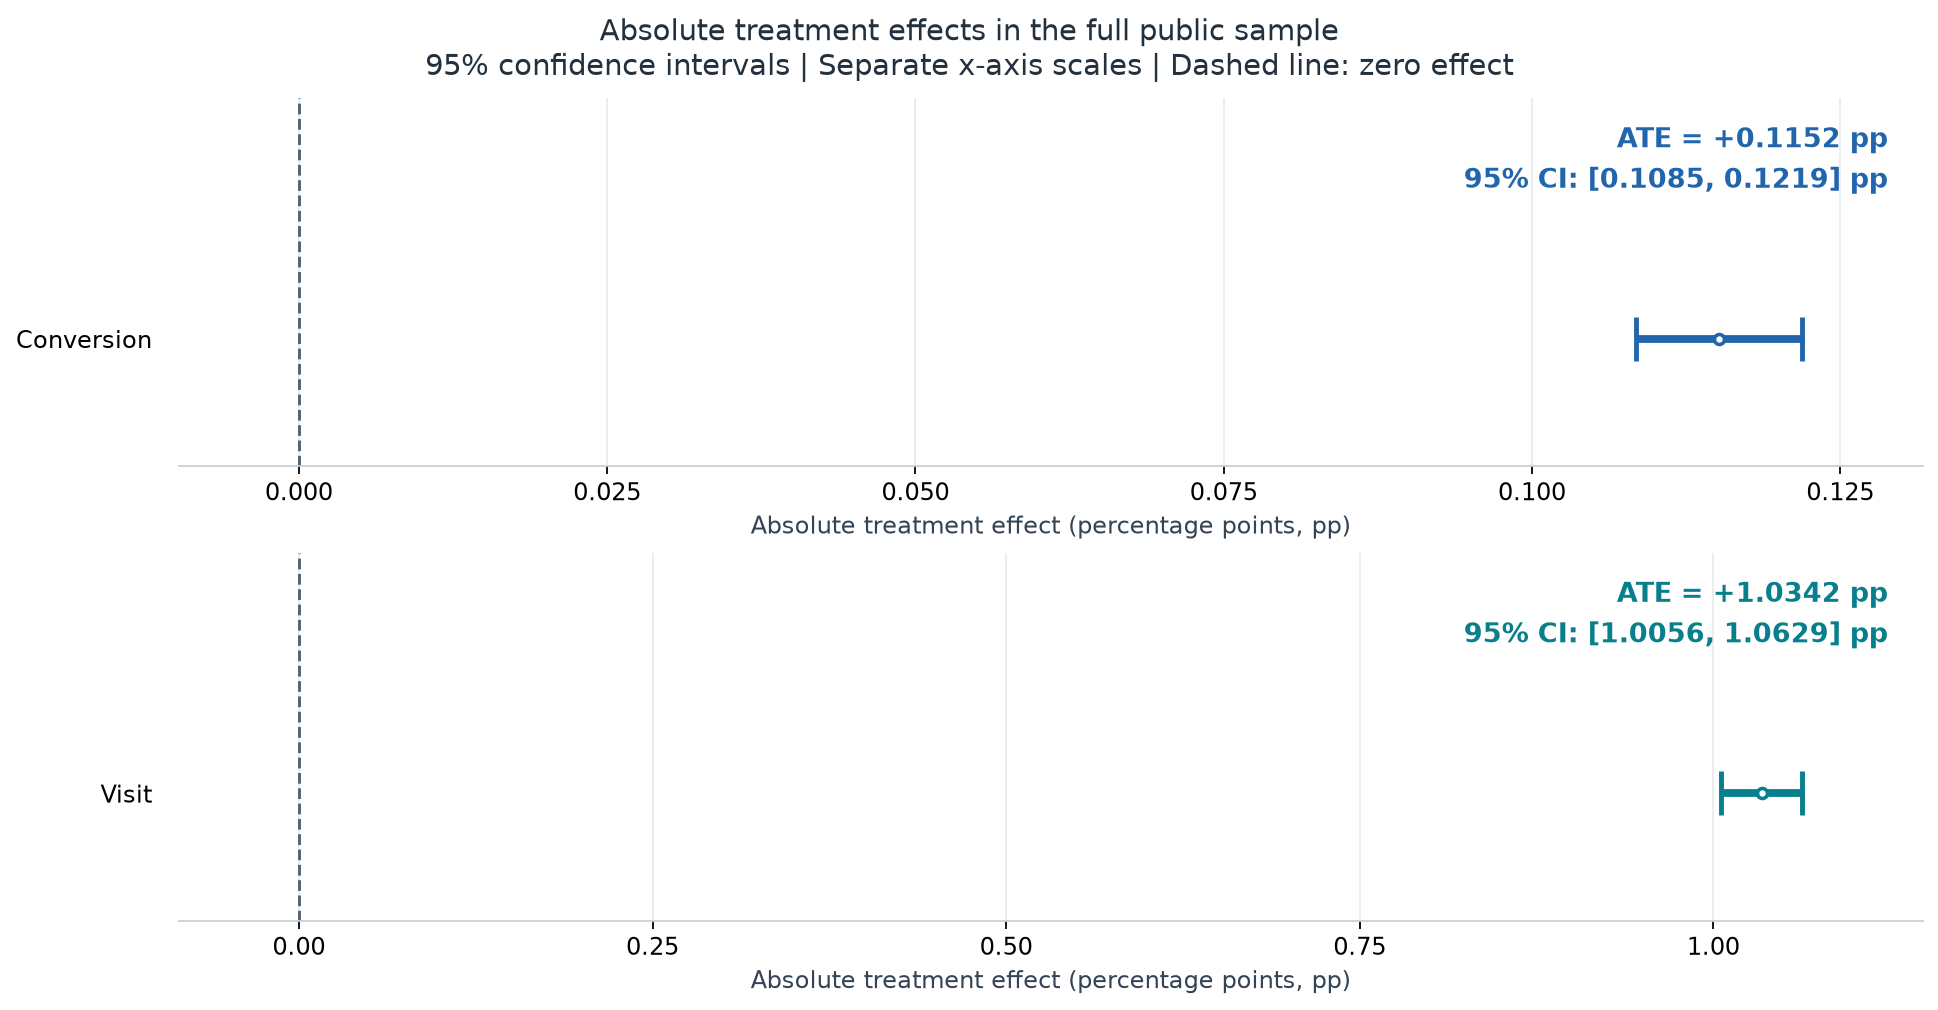 Absolute treatment effects in the full public sample
95% confidence intervals | Separate x-axis scales | Dashed line: zero effect
ATE = +0.1152 pp
95% CI: [0.1085, 0.1219] pp
Conversion
0.000 0.025 0.050 0.075 0.100 0.125
Absolute treatment effect (percentage points, pp)
ATE = +1.0342 pp
95% CI: [1.0056, 1.0629] pp
Visit
0.00 0.25 0.50 0.75 1.00
Absolute treatment effect (percentage points, pp)